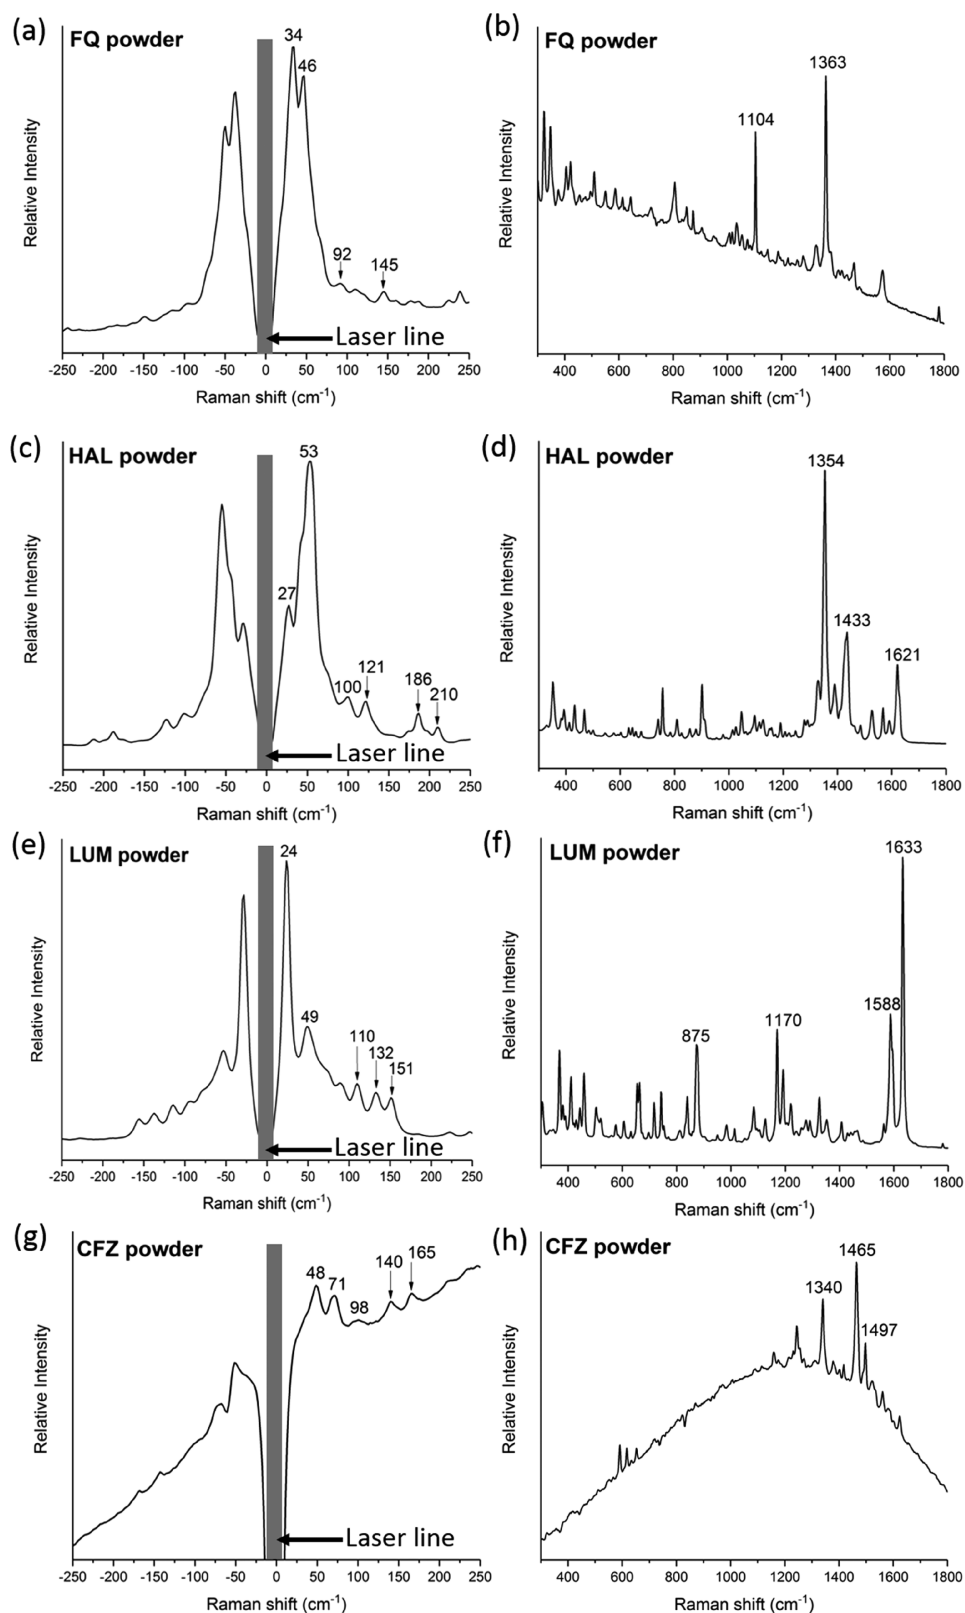 (a)
FQ powder
34
46
92
145
Laser line
Relative Intensity
-250 -200 -150 -100 -50 0 50 100 150 200 250
Raman shift (cm-1)
(b)
FQ powder
1104
1363
Relative Intensity
400 600 800 1000 1200 1400 1600 1800
Raman shift (cm-1)
(c)
HAL powder
53
27
100
121
186
210
Laser line
Relative Intensity
-250 -200 -150 -100 -50 0 50 100 150 200 250
Raman shift (cm-1)
(d)
HAL powder
1354
1433
1621
Relative Intensity
400 600 800 1000 1200 1400 1600 1800
Raman shift (cm-1)
(e)
LUM powder
24
49
110
132
151
Laser line
Relative Intensity
-250 -200 -150 -100 -50 0 50 100 150 200 250
Raman shift (cm-1)
(f)
LUM powder
1633
1588
1170
875
Relative Intensity
400 600 800 1000 1200 1400 1600 1800
Raman shift (cm-1)
(g)
CFZ powder
48
71
98
140
165
Laser line
Relative Intensity
-250 -200 -150 -100 -50 0 50 100 150 200 250
Raman shift (cm-1)
(h)
CFZ powder
1465
1340
1497
Relative Intensity
400 600 800 1000 1200 1400 1600 1800
Raman shift (cm-1)